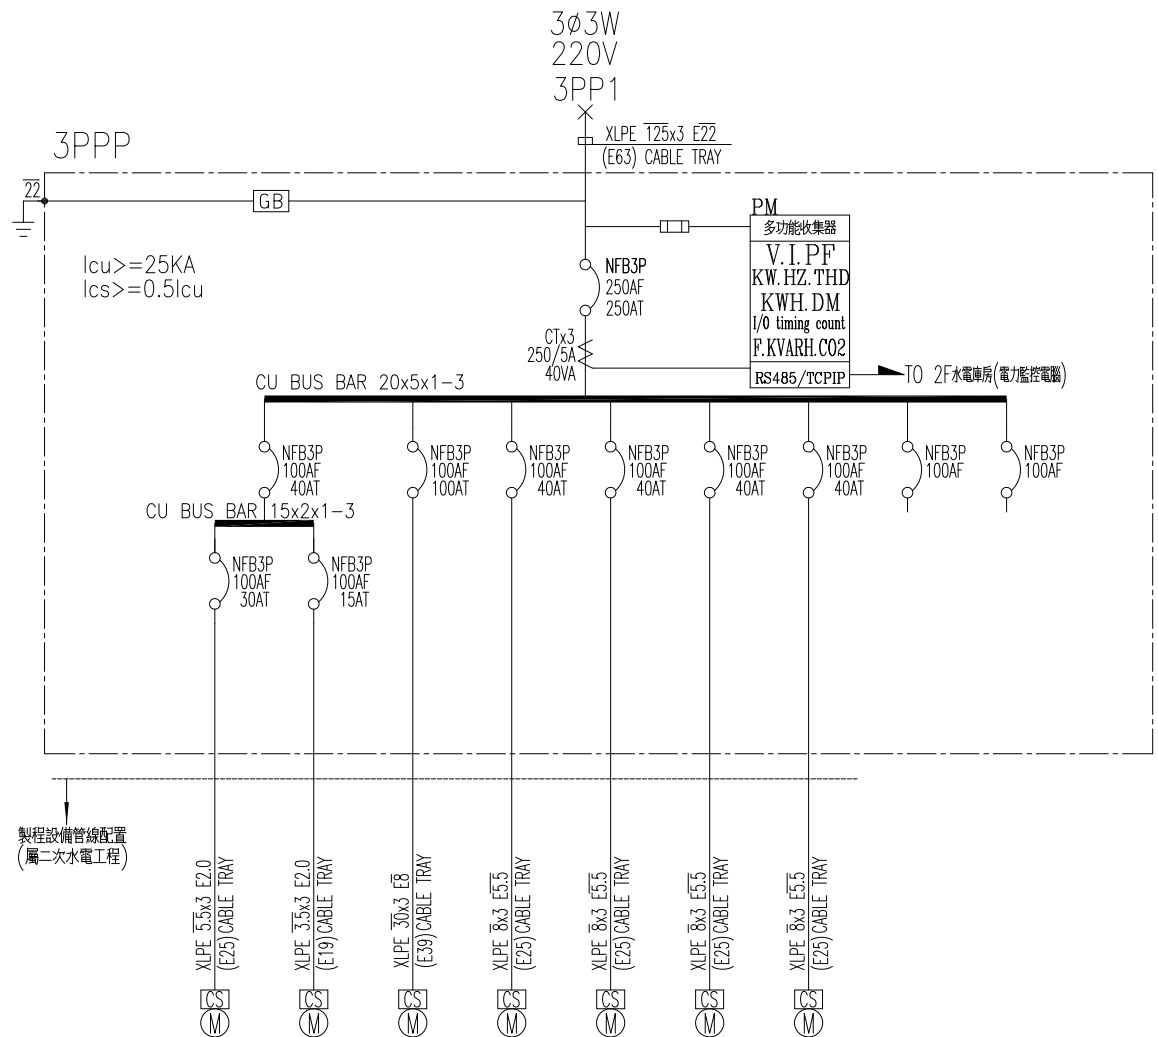 3ø3W
220V
3PP1
XLPE 125x3 E22
(E63) CABLE TRAY
3PPP
22
GB
PM
多功能收集器
V.I.PF
KW.HZ.THD
KWH.DM
I/O timing count
F.KVARH.CO2
RS485/TCPIP
Icu>=25KA
Ics>=0.5Icu
NFB3P
250AF
250AT
CTx3
250/5A
40VA
TO 2F水電庫房(電力監控電腦)
CU BUS BAR 20x5x1-3
NFB3P
100AF
40AT
NFB3P
100AF
100AT
NFB3P
100AF
40AT
NFB3P
100AF
40AT
NFB3P
100AF
40AT
NFB3P
100AF
40AT
NFB3P
100AF
NFB3P
100AF
CU BUS BAR 15x2x1-3
NFB3P
100AF
30AT
NFB3P
100AF
15AT
製程設備管線配置
(屬二次水電工程)
XLPE 5.5x3 E2.0
(E25)CABLE TRAY
XLPE 3.5x3 E2.0
(E19)CABLE TRAY
XLPE 30x3 E8
(E39)CABLE TRAY
XLPE 8x3 E5.5
(E25)CABLE TRAY
XLPE 8x3 E5.5
(E25)CABLE TRAY
XLPE 8x3 E5.5
(E25)CABLE TRAY
XLPE 8x3 E5.5
(E25)CABLE TRAY
CS CS CS CS CS CS CS
M M M M M M M